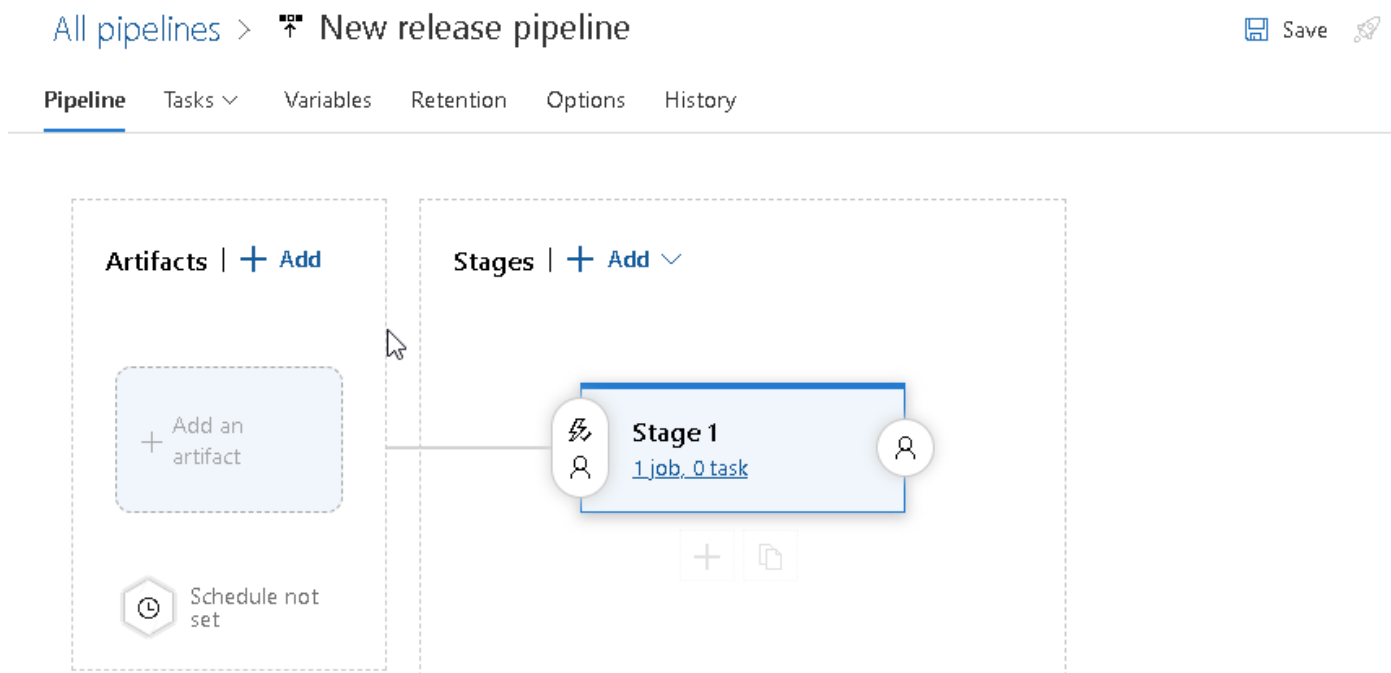 All pipelines > New release pipeline
Save
Pipeline Tasks Variables Retention Options History
Artifacts | + Add
Stages | + Add
+ Add an
artifact
Stage 1
1 job, 0 task
Schedule not
set